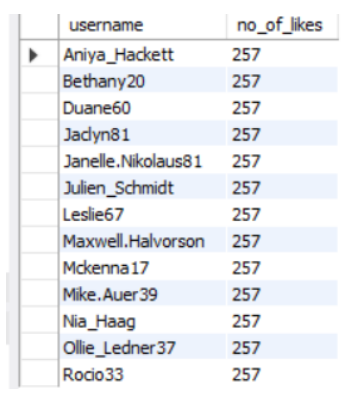 username no_of_likes
Aniya_Hackett 257
Bethany20 257
Duane60 257
Jaclyn81 257
Janelle.Nikolaus81 257
Julien_Schmidt 257
Leslie67 257
Maxwell.Halvorson 257
Mckenna17 257
Mike.Auer39 257
Nia_Haag 257
Ollie_Ledner37 257
Rocio33 257